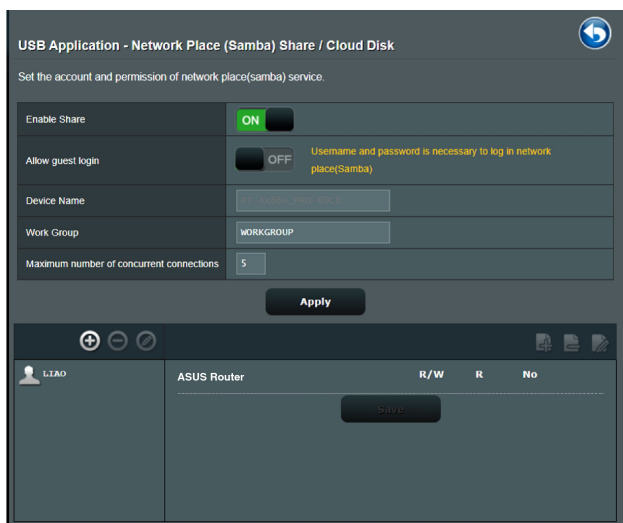 USB Application - Network Place (Samba) Share / Cloud Disk
Set the account and permission of network place(samba) service.
Enable Share
ON
Allow guest login
OFF
Username and password is necessary to log in network
place(Samba)
Device Name
Work Group
WORKGROUP
Maximum number of concurrent connections
5
Apply
LIAO
ASUS Router
R/W R No
Save